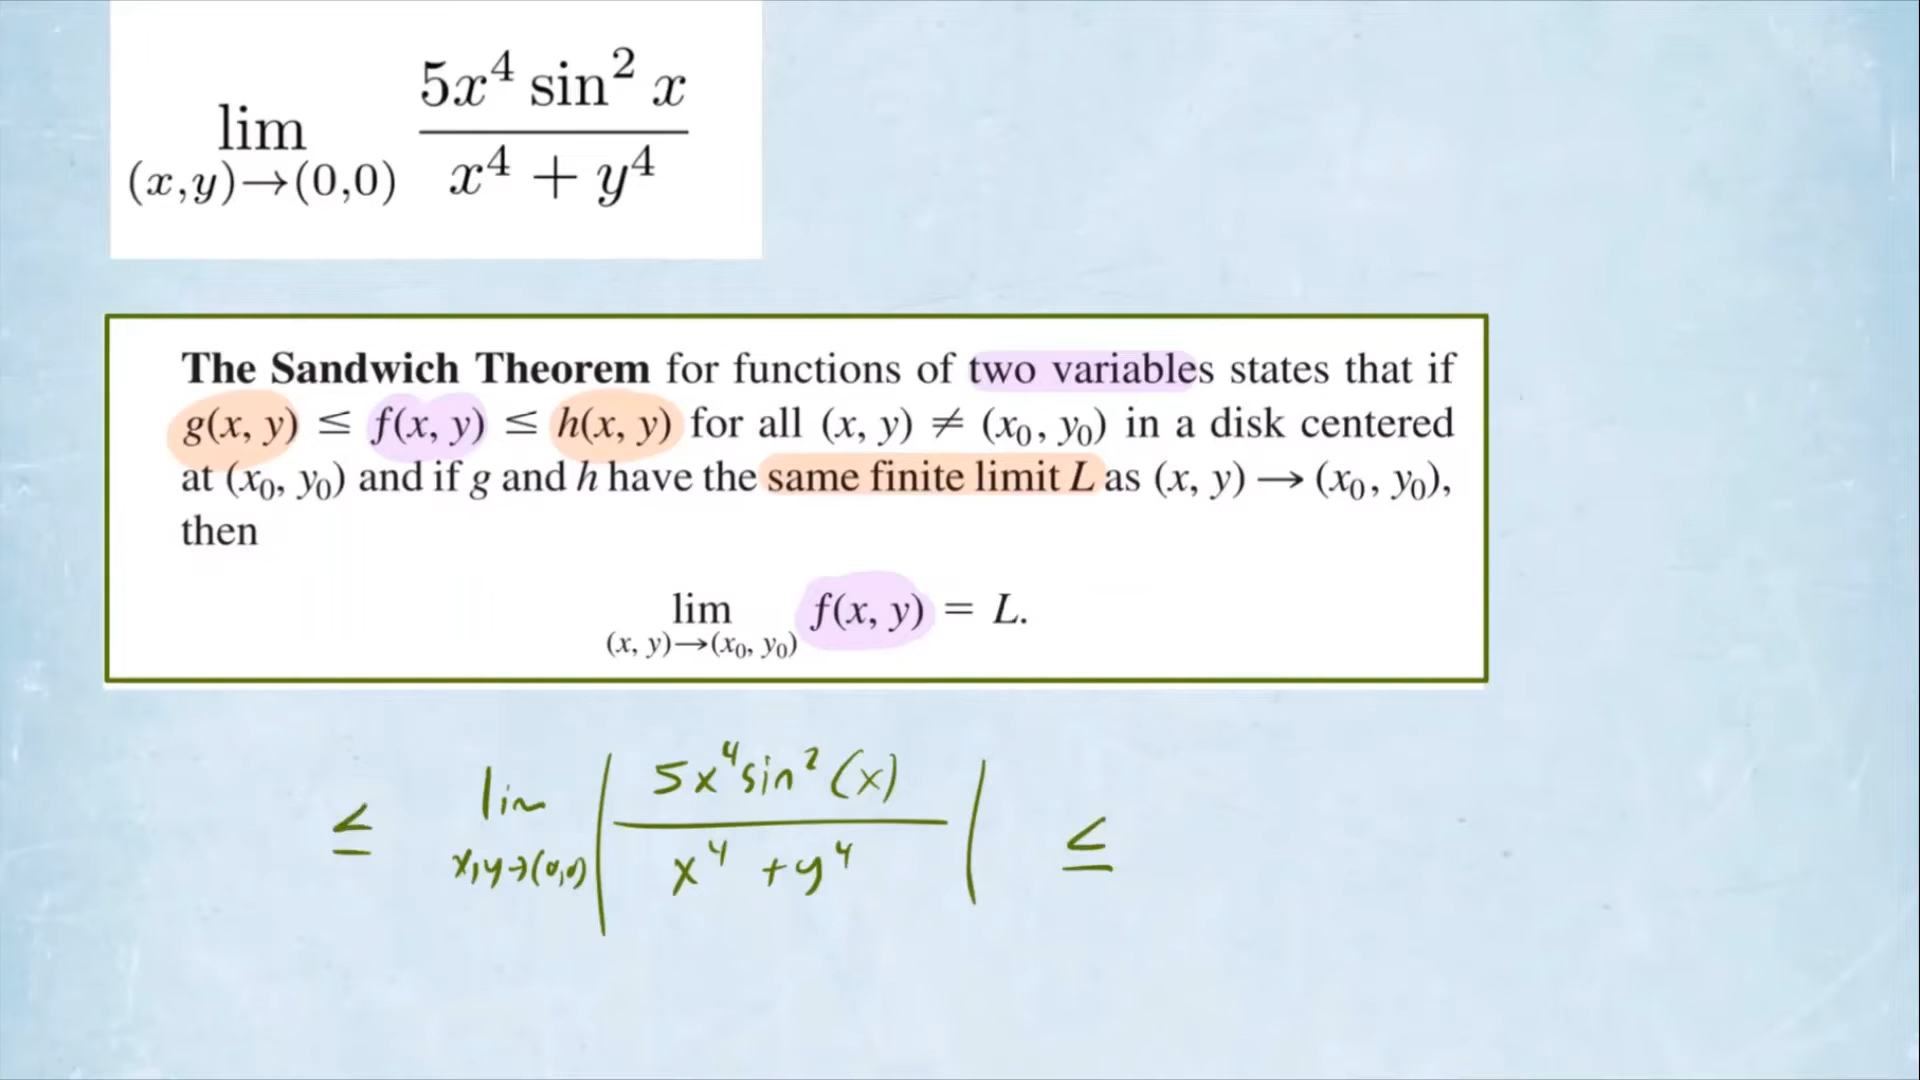 lim (x,y)→(0,0) 5x⁴ sin² x / x⁴ + y⁴
The Sandwich Theorem for functions of two variables states that if
g(x, y) ≤ f(x, y) ≤ h(x, y) for all (x, y) ≠ (x₀, y₀) in a disk centered
at (x₀, y₀) and if g and h have the same finite limit L as (x, y) → (x₀, y₀),
then
lim (x, y)→(x₀, y₀) f(x, y) = L.
≤ lim x,y→(0,0) | 5x⁴sin²(x) / x⁴ + y⁴ | ≤